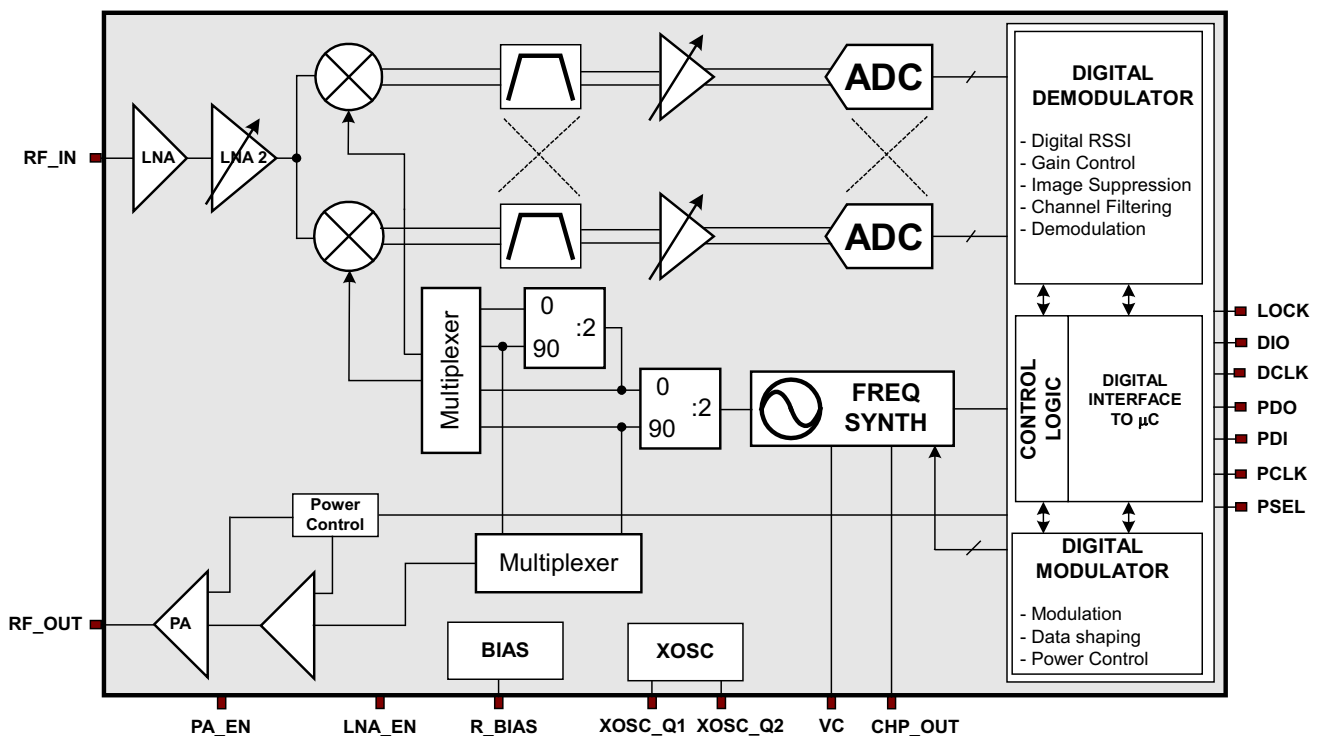 RF_IN
LNA
LNA 2
ADC
ADC
DIGITAL
DEMODULATOR
- Digital RSSI
- Gain Control
- Image Suppression
- Channel Filtering
- Demodulation
Multiplexer
0
:2
90
0
:2
90
FREQ
SYNTH
CONTROL
LOGIC
DIGITAL
INTERFACE
TO µC
LOCK
DIO
DCLK
PDO
PDI
PCLK
PSEL
Power
Control
Multiplexer
DIGITAL
MODULATOR
- Modulation
- Data shaping
- Power Control
RF_OUT
PA
BIAS
XOSC
PA_EN
LNA_EN
R_BIAS
XOSC_Q1
XOSC_Q2
VC
CHP_OUT